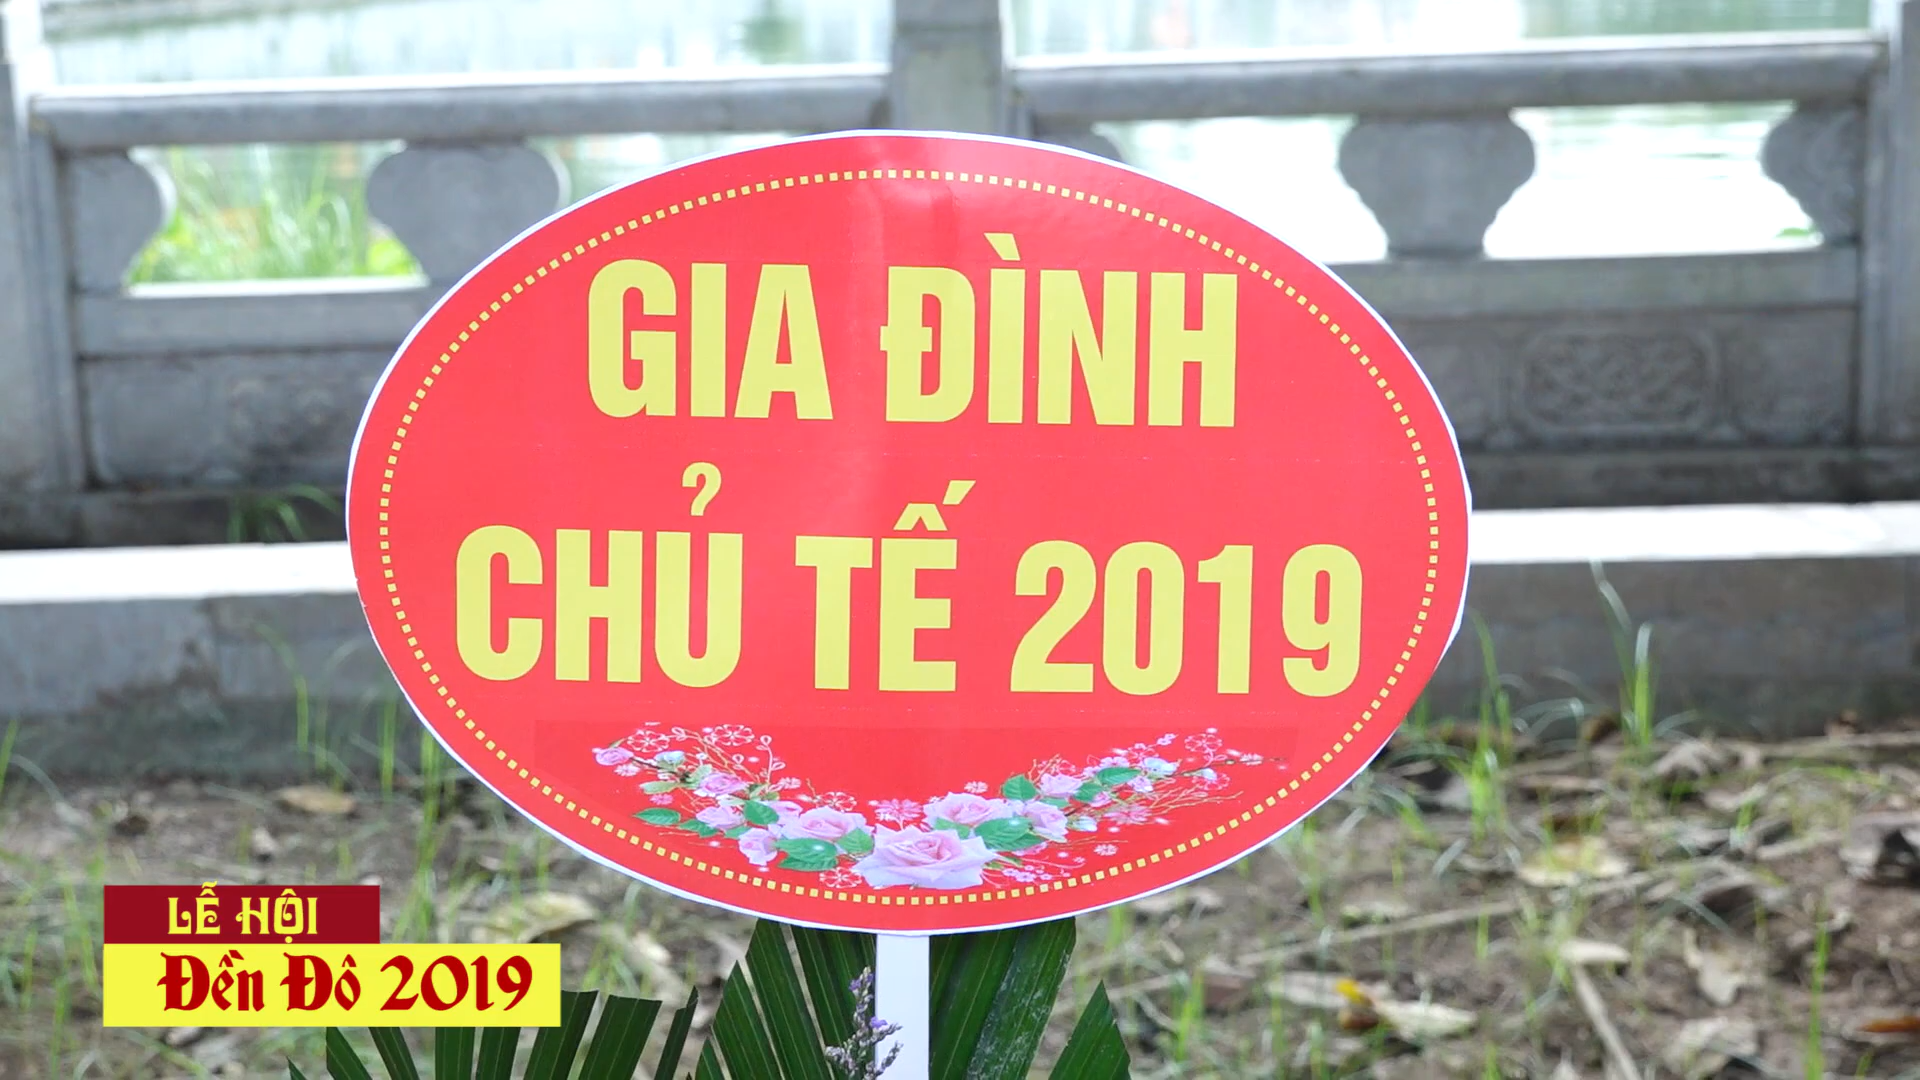 GIA ĐÌNH
CHỦ TẾ 2019
LỄ HỘI
Đền Đô 2019